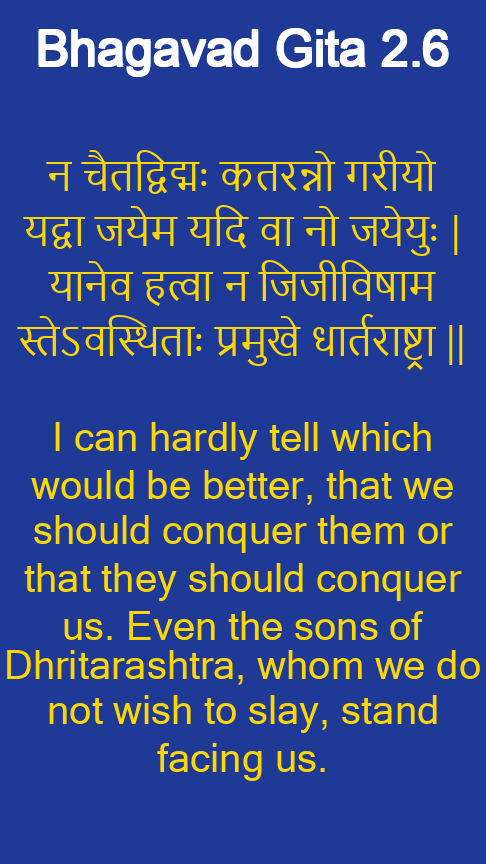 Bhagavad Gita 2.6
न चैतद्विद्मः कतरन्नो गरीयो
यद्वा जयेम यदि वा नो जयेयुः |
यानेव हत्वा न जिजीविषाम
स्तेऽवस्थिताः प्रमुखे धार्तराष्ट्रा ||
I can hardly tell which
would be better, that we
should conquer them or
that they should conquer
us. Even the sons of
Dhritarashtra, whom we do
not wish to slay, stand
facing us.